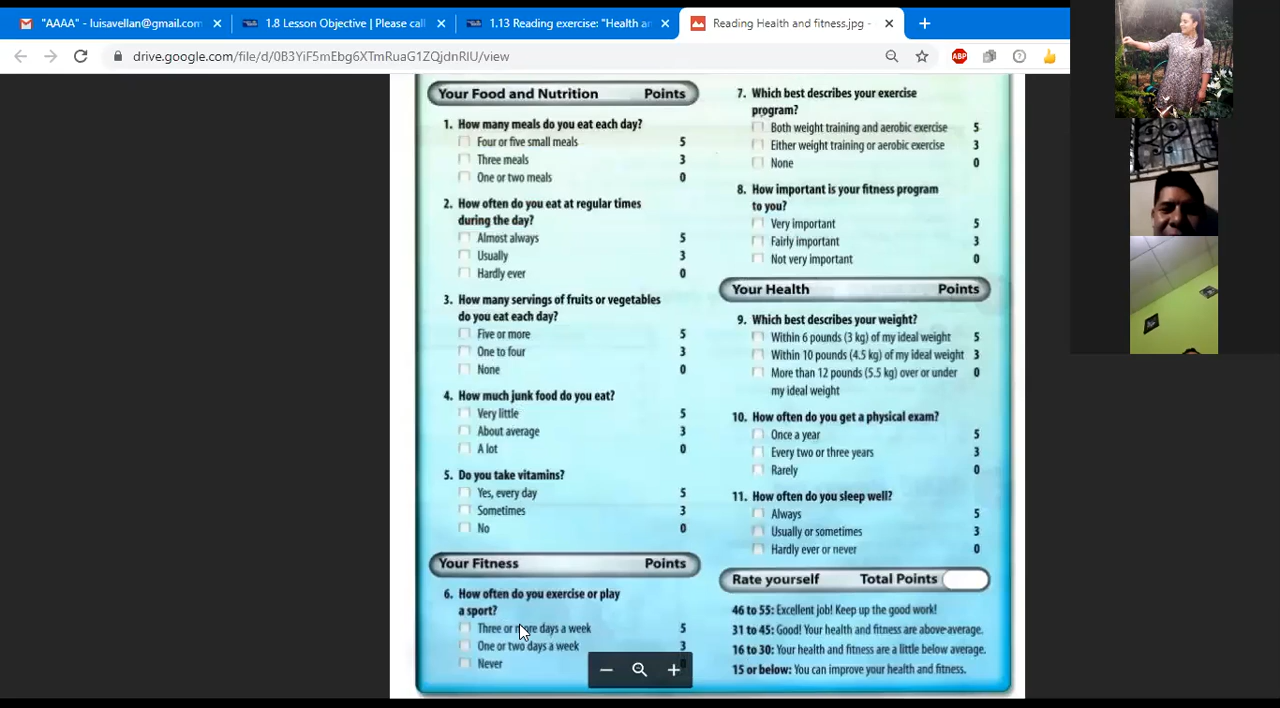 "AAAA" - luisavellan@gmail.com
1.8 Lesson Objective | Please call
1.13 Reading exercise: "Health an
Reading Health and fitness.jpg -
drive.google.com/file/d/0B3YiF5mEbg6XTmRuaG1ZQjdnRlU/view
ABP
Your Food and Nutrition Points
1. How many meals do you eat each day?
Four or five small meals 5
Three meals 3
One or two meals 0
2. How often do you eat at regular times
during the day?
Almost always 5
Usually 3
Hardly ever 0
3. How many servings of fruits or vegetables
do you eat each day?
Five or more 5
One to four 3
None 0
4. How much junk food do you eat?
Very little 5
About average 3
A lot 0
5. Do you take vitamins?
Yes, every day 5
Sometimes 3
No 0
Your Fitness Points
6. How often do you exercise or play
a sport?
Three or more days a week 5
One or two days a week 3
Never 0
7. Which best describes your exercise
program?
Both weight training and aerobic exercise 5
Either weight training or aerobic exercise 3
None 0
8. How important is your fitness program
to you?
Very important 5
Fairly important 3
Not very important 0
Your Health Points
9. Which best describes your weight?
Within 6 pounds (3 kg) of my ideal weight 5
Within 10 pounds (4.5 kg) of my ideal weight 3
More than 12 pounds (5.5 kg) over or under 0
my ideal weight
10. How often do you get a physical exam?
Once a year 5
Every two or three years 3
Rarely 0
11. How often do you sleep well?
Always 5
Usually or sometimes 3
Hardly ever or never 0
Rate yourself Total Points
46 to 55: Excellent job! Keep up the good work!
31 to 45: Good! Your health and fitness are above average.
16 to 30: Your health and fitness are a little below average.
15 or below: You can improve your health and fitness.